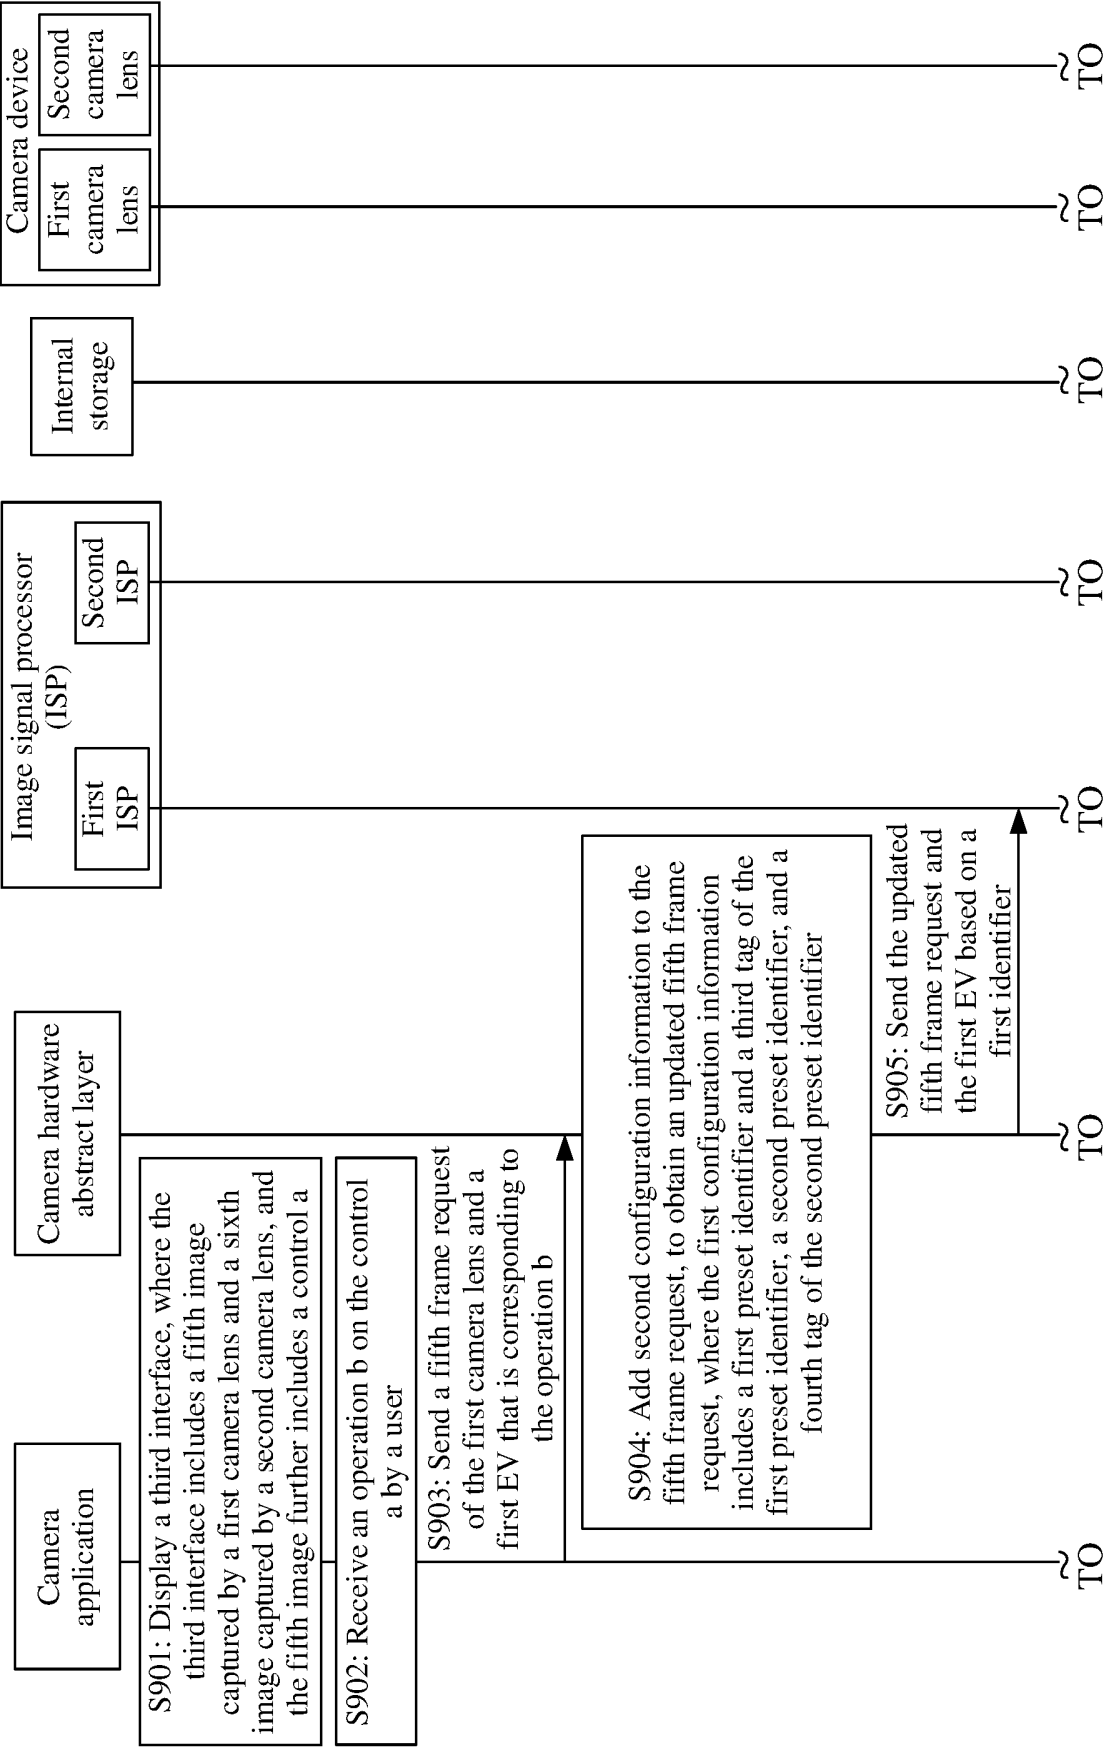 Camera
application
Camera hardware
abstract layer
Image signal processor
(ISP)
First
ISP
Second
ISP
Internal
storage
Camera device
First
camera
lens
Second
camera
lens
S901: Display a third interface, where the
third interface includes a fifth image
captured by a first camera lens and a sixth
image captured by a second camera lens, and
the fifth image further includes a control a
S902: Receive an operation b on the control
a by a user
S903: Send a fifth frame request
of the first camera lens and a
first EV that is corresponding to
the operation b
S904: Add second configuration information to the
fifth frame request, to obtain an updated fifth frame
request, where the first configuration information
includes a first preset identifier and a third tag of the
first preset identifier, a second preset identifier, and a
fourth tag of the second preset identifier
S905: Send the updated
fifth frame request and
the first EV based on a
first identifier
TO
TO
TO
TO
TO
TO
TO